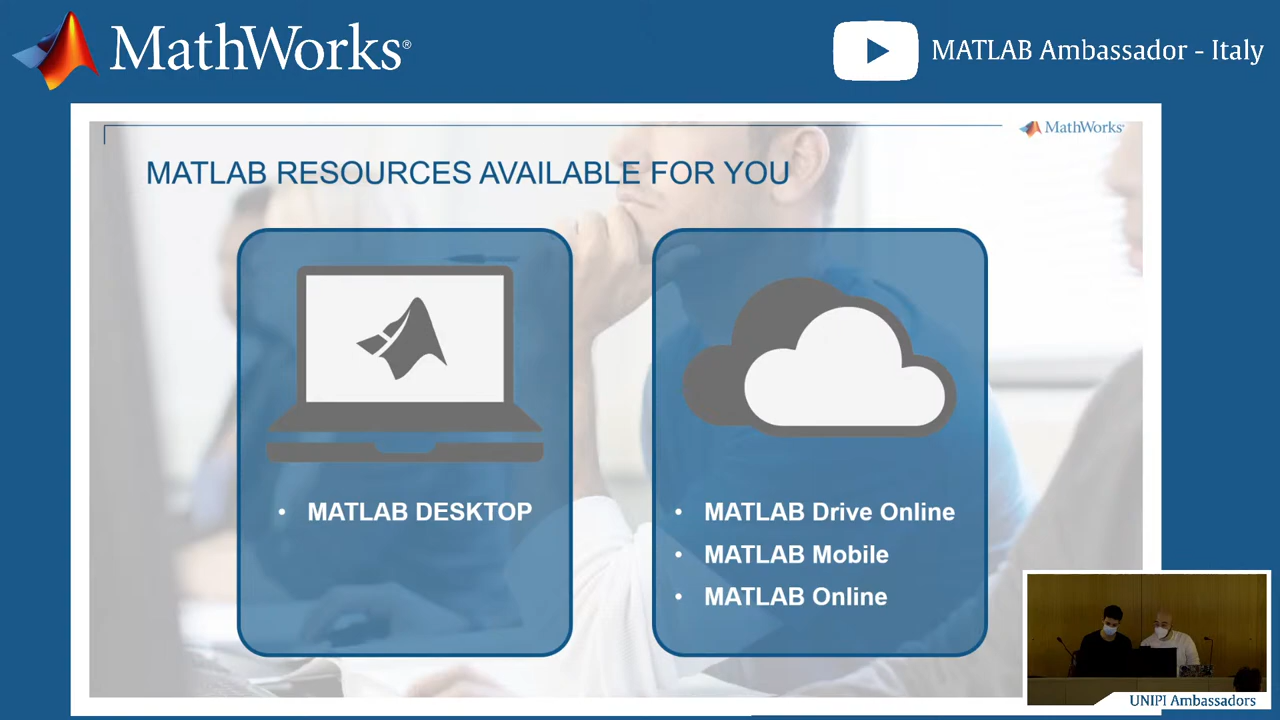 MathWorks®
MATLAB Ambassador - Italy
MathWorks®
MATLAB RESOURCES AVAILABLE FOR YOU
• MATLAB DESKTOP
• MATLAB Drive Online
• MATLAB Mobile
• MATLAB Online
UNIPI Ambassadors